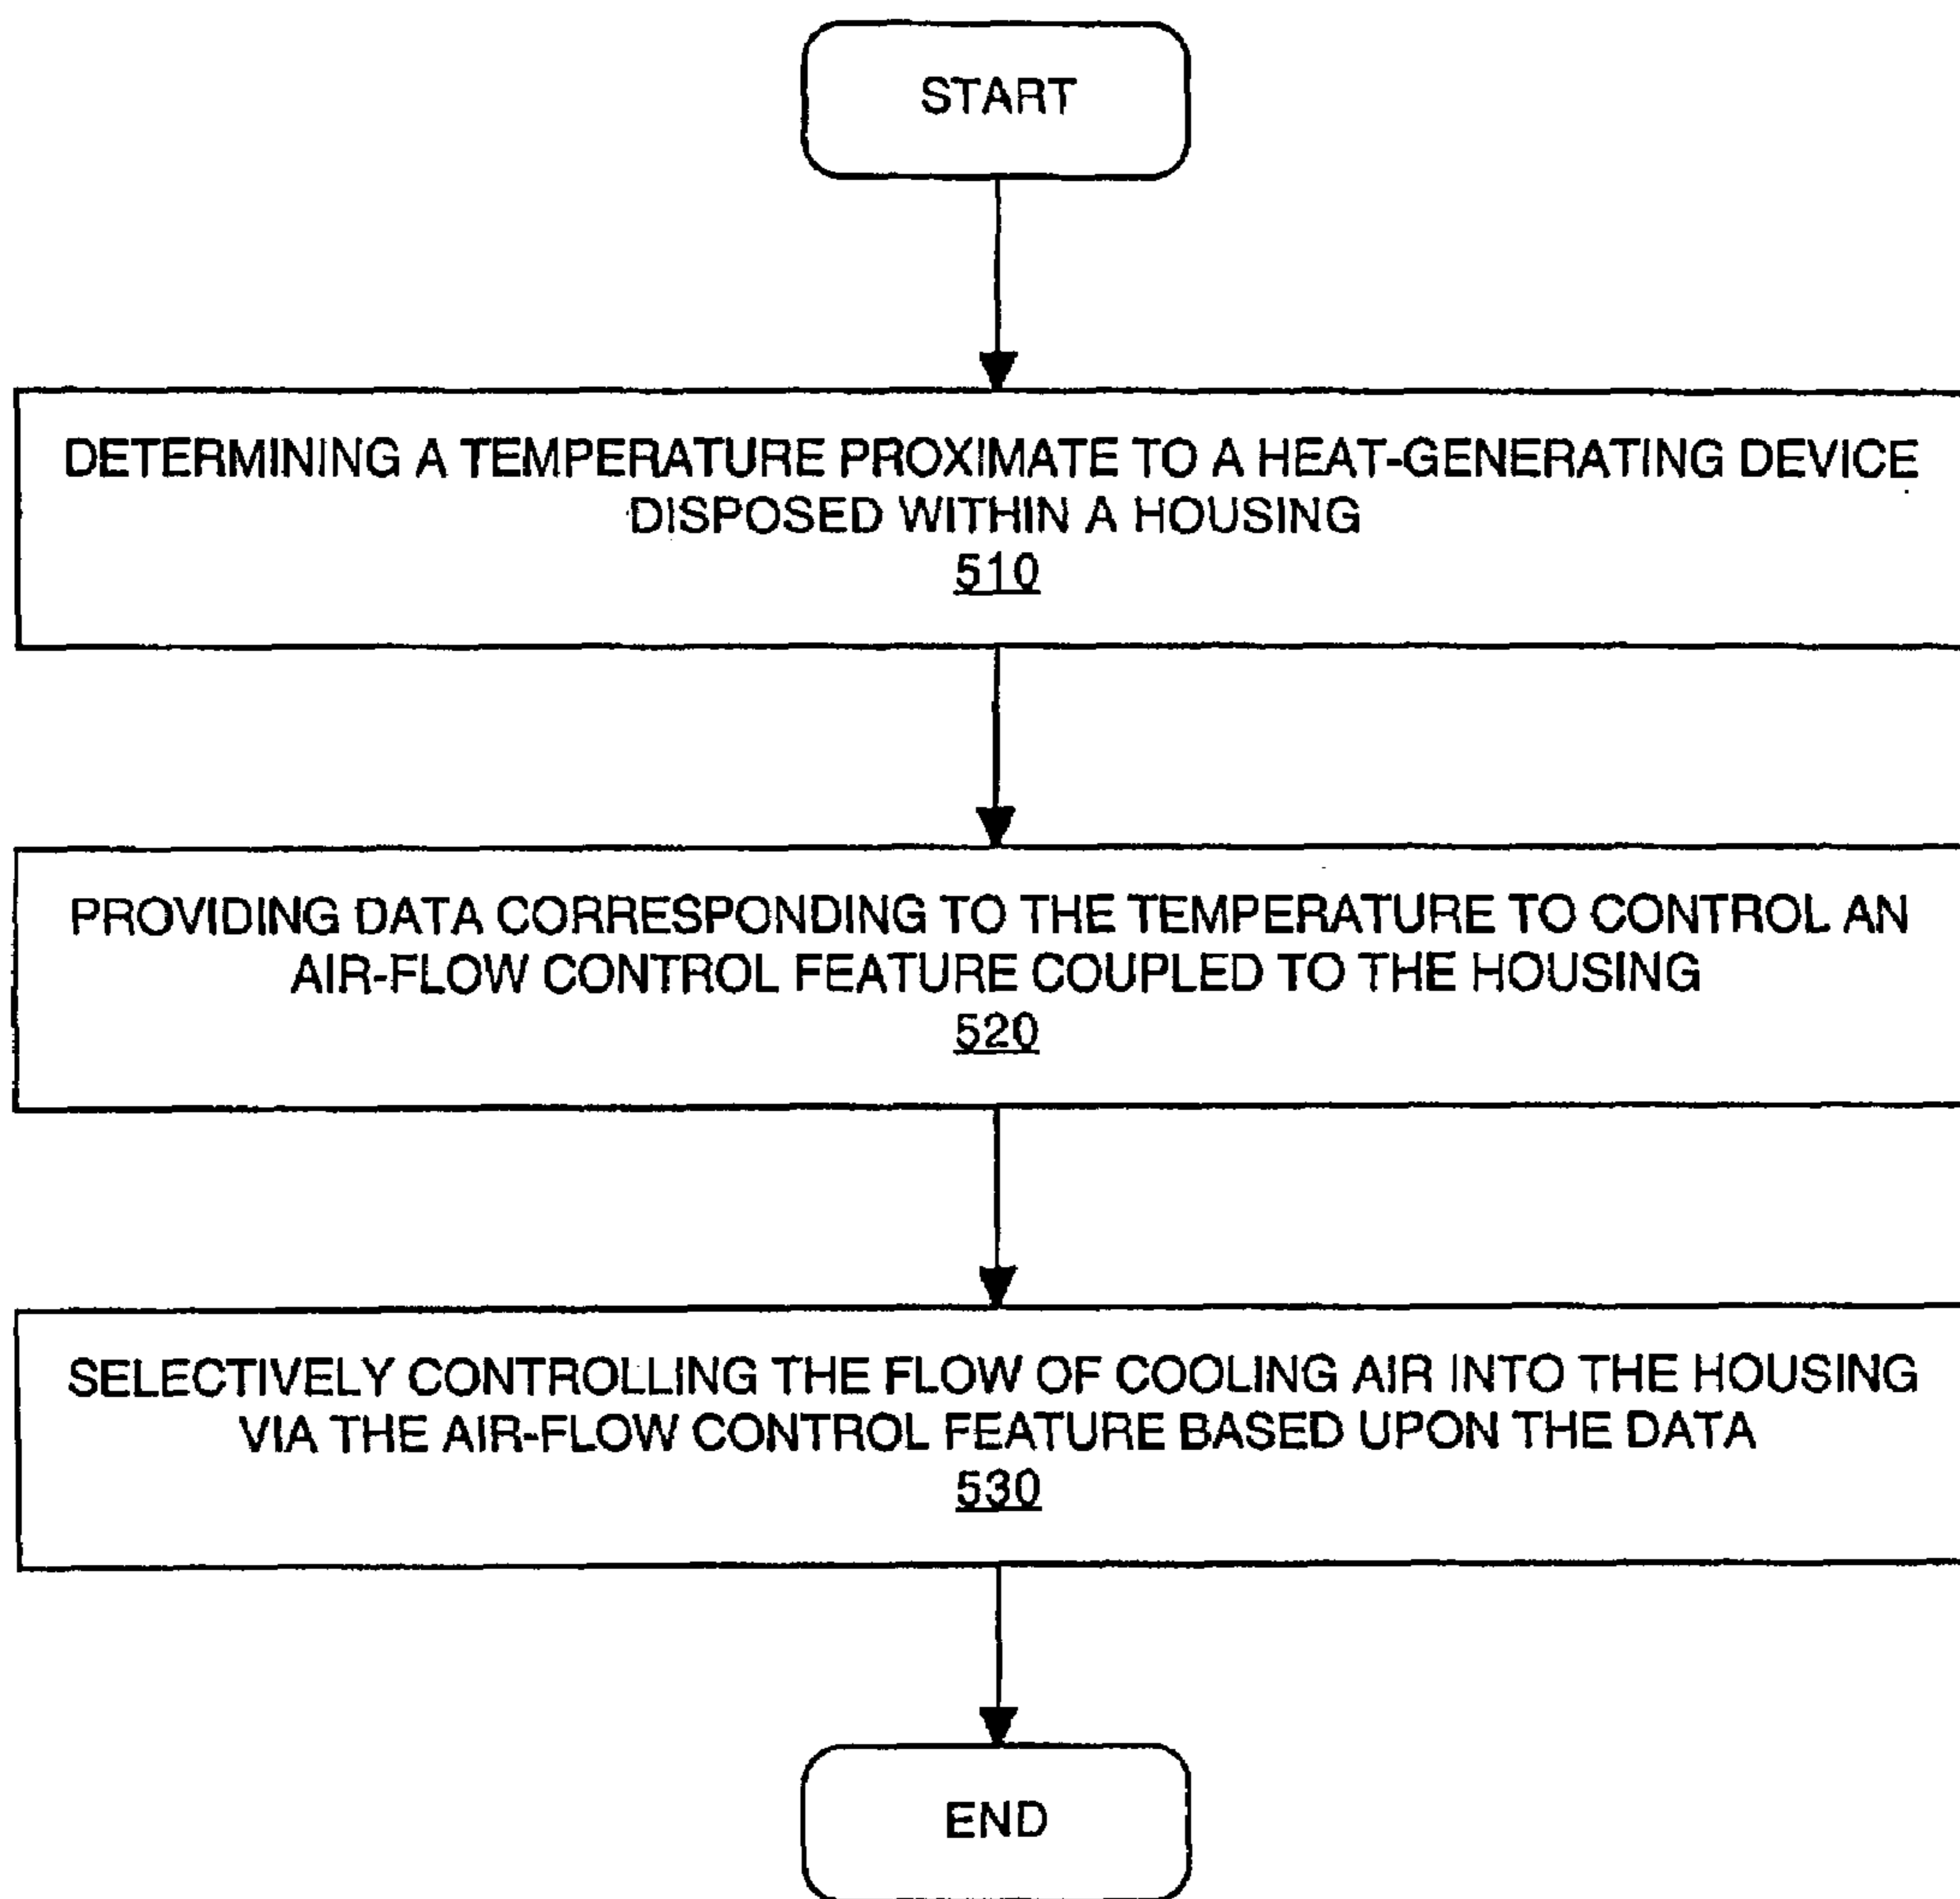 START
DETERMINING A TEMPERATURE PROXIMATE TO A HEAT-GENERATING DEVICE
DISPOSED WITHIN A HOUSING
510
PROVIDING DATA CORRESPONDING TO THE TEMPERATURE TO CONTROL AN
AIR-FLOW CONTROL FEATURE COUPLED TO THE HOUSING
520
SELECTIVELY CONTROLLING THE FLOW OF COOLING AIR INTO THE HOUSING
VIA THE AIR-FLOW CONTROL FEATURE BASED UPON THE DATA
530
END